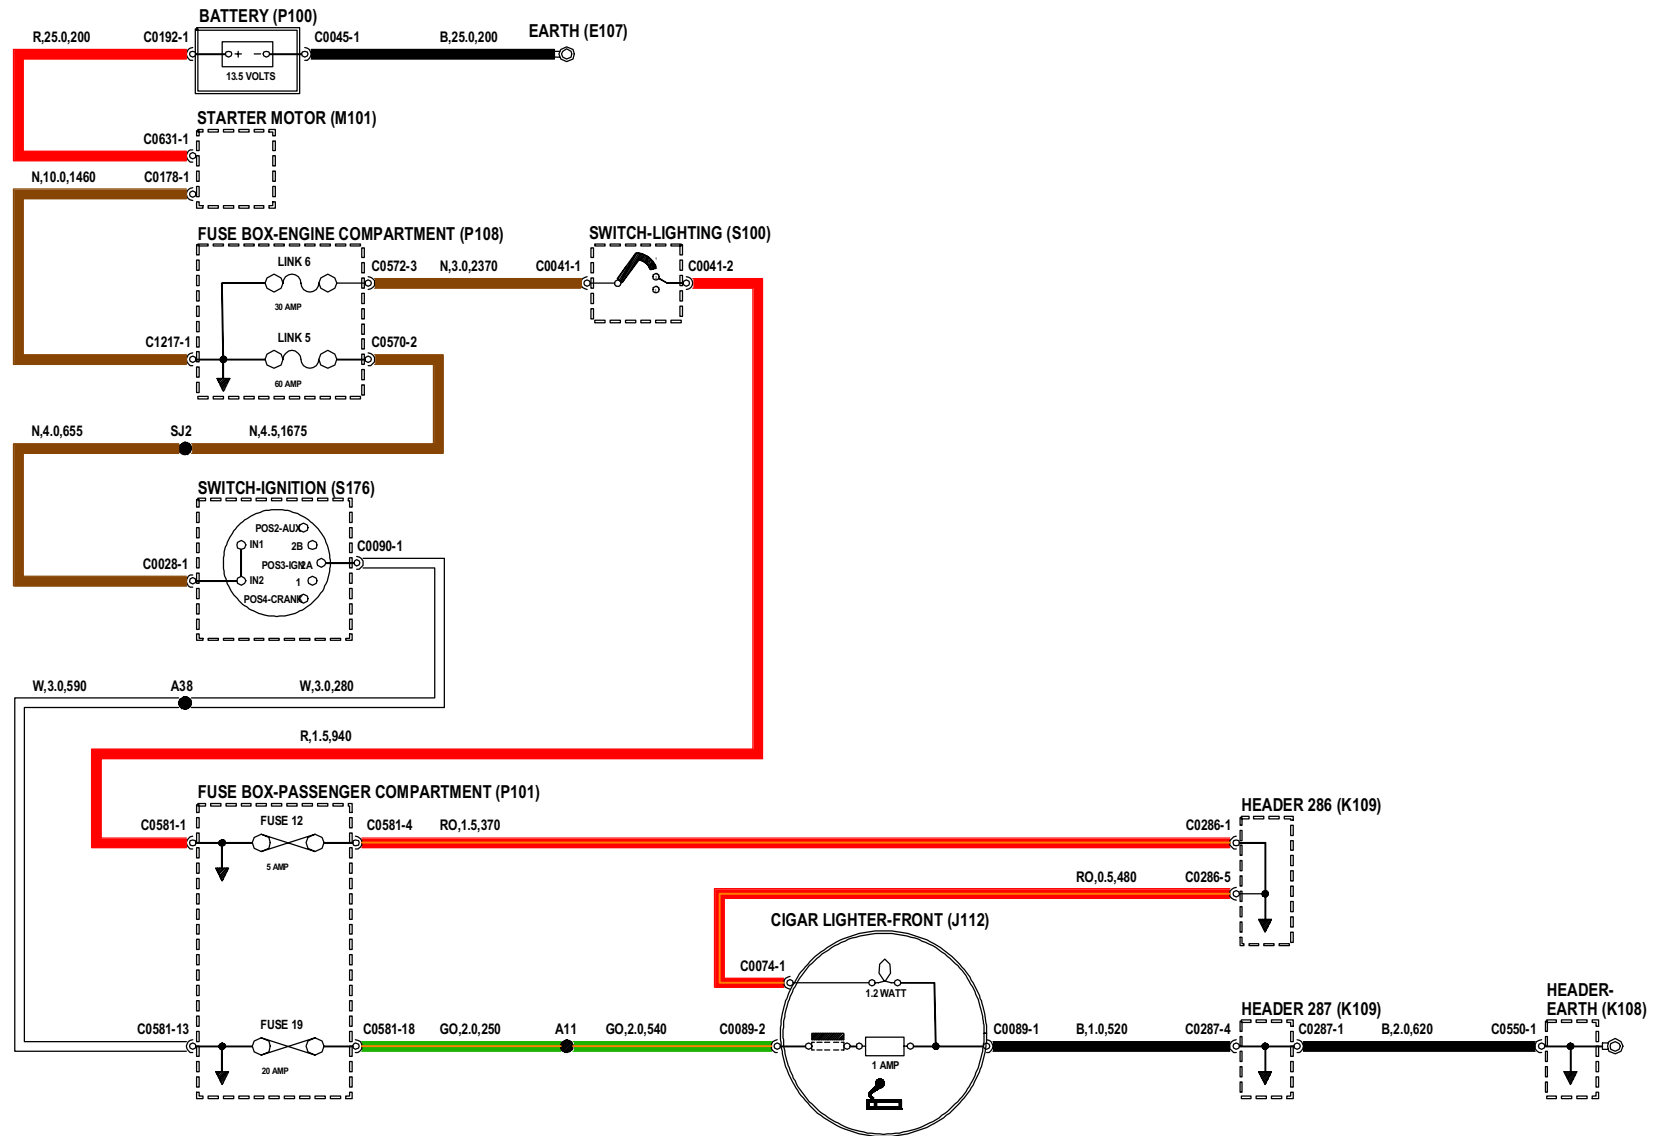 BATTERY (P100)
R,25.0,200
C0192-1
C0045-1
B,25.0,200
EARTH (E107)
+ −
13.5 VOLTS
STARTER MOTOR (M101)
C0631-1
N,10.0,1460
C0178-1
FUSE BOX-ENGINE COMPARTMENT (P108)
SWITCH-LIGHTING (S100)
LINK 6
C0572-3
N,3.0,2370
C0041-1
C0041-2
30 AMP
LINK 5
C1217-1
C0570-2
60 AMP
N,4.0,655
SJ2
N,4.5,1675
SWITCH-IGNITION (S176)
POS2-AUX
IN1
2B
C0090-1
C0028-1
POS3-IGN
2A
IN2
1
POS4-CRANK
W,3.0,590
A38
W,3.0,280
R,1.5,940
FUSE BOX-PASSENGER COMPARTMENT (P101)
HEADER 286 (K109)
C0581-1
FUSE 12
C0581-4
RO,1.5,370
C0286-1
5 AMP
RO,0.5,480
C0286-5
CIGAR LIGHTER-FRONT (J112)
C0074-1
1.2 WATT
HEADER-
EARTH (K108)
HEADER 287 (K109)
C0581-13
FUSE 19
C0581-18
GO,2.0,250
A11
GO,2.0,540
C0089-2
C0089-1
B,1.0,520
C0287-4
C0287-1
B,2.0,620
C0550-1
20 AMP
1 AMP